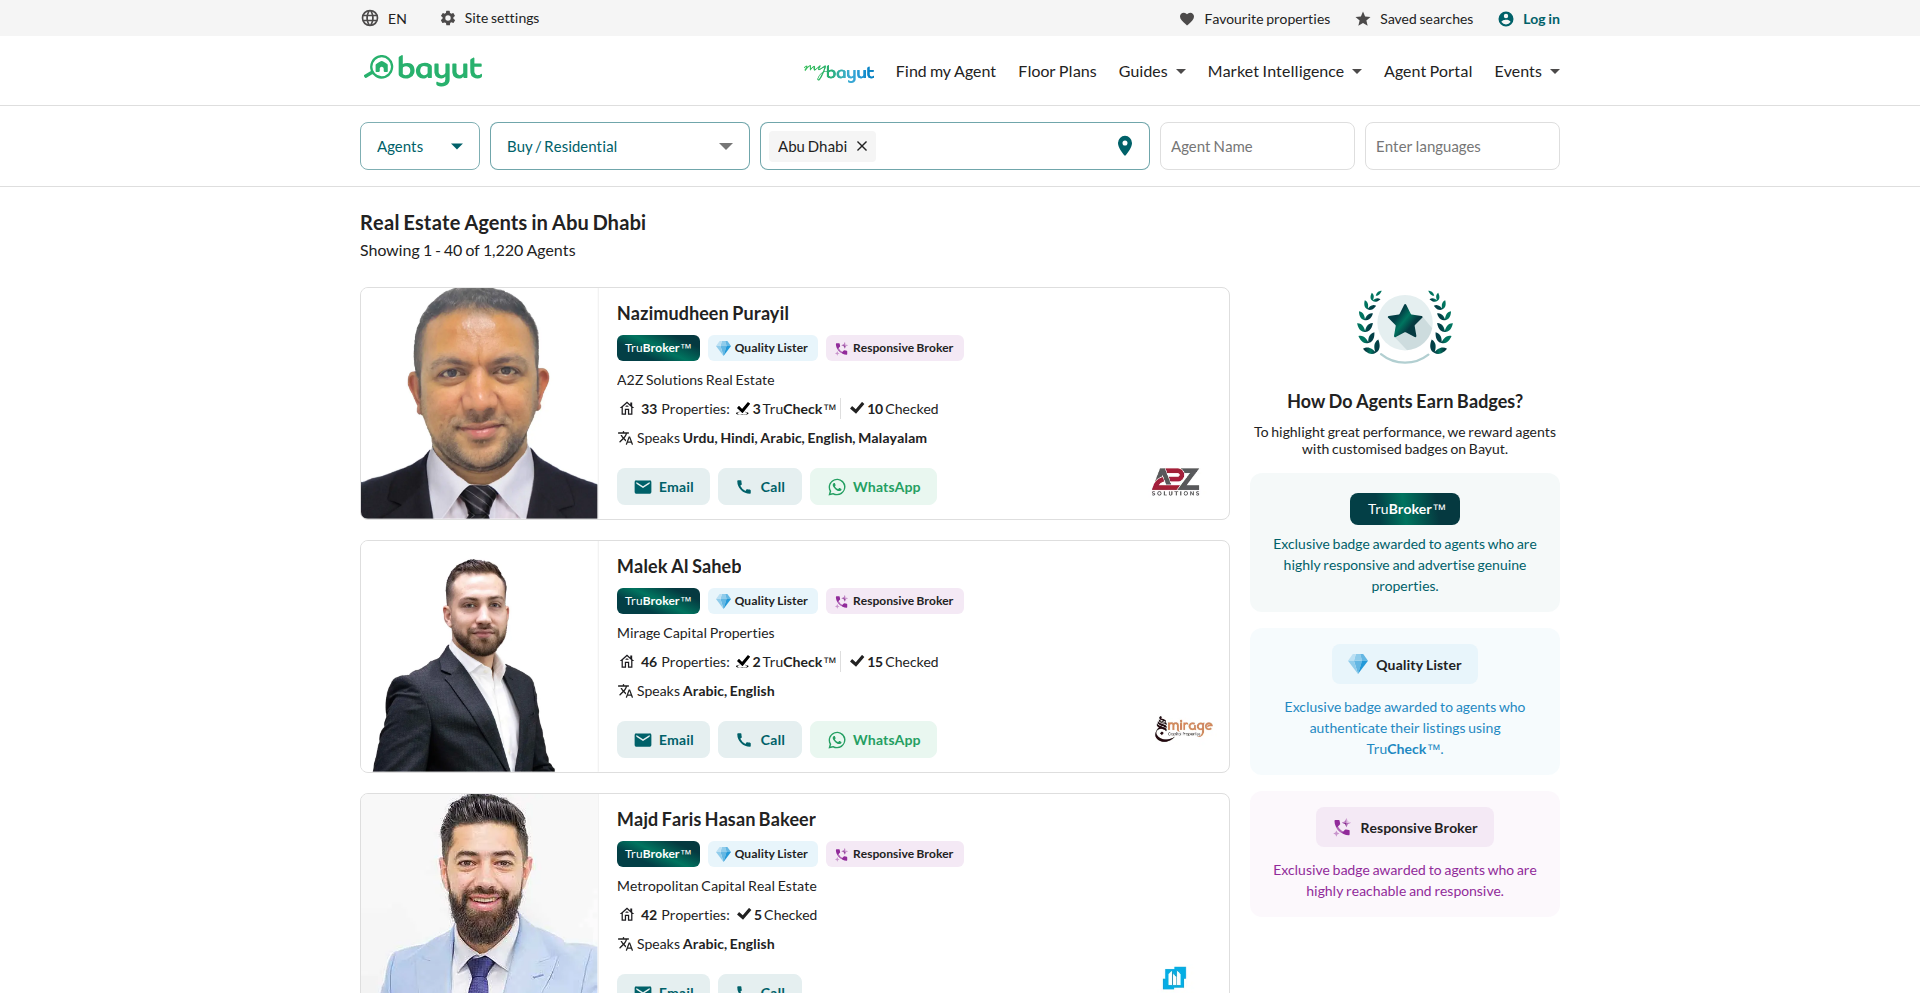 EN
Site settings
Favourite properties
Saved searches
Log in
bayut
my bayut
Find my Agent
Floor Plans
Guides
Market Intelligence
Agent Portal
Events
Agents
Buy / Residential
Abu Dhabi
Agent Name
Enter languages
Real Estate Agents in Abu Dhabi
Showing 1 - 40 of 1,220 Agents
Nazimudheen Purayil
TruBroker™ Quality Lister Responsive Broker
A2Z Solutions Real Estate
33 Properties: 3 TruCheck™ 10 Checked
Speaks Urdu, Hindi, Arabic, English, Malayalam
Email Call WhatsApp
A2Z
SOLUTIONS
Malek Al Saheb
TruBroker™ Quality Lister Responsive Broker
Mirage Capital Properties
46 Properties: 2 TruCheck™ 15 Checked
Speaks Arabic, English
Email Call WhatsApp
mirage
Majd Faris Hasan Bakeer
TruBroker™ Quality Lister Responsive Broker
Metropolitan Capital Real Estate
42 Properties: 5 Checked
Speaks Arabic, English
Email Call
How Do Agents Earn Badges?
To highlight great performance, we reward agents
with customised badges on Bayut.
TruBroker™
Exclusive badge awarded to agents who are
highly responsive and advertise genuine
properties.
Quality Lister
Exclusive badge awarded to agents who
authenticate their listings using
TruCheck™.
Responsive Broker
Exclusive badge awarded to agents who are
highly reachable and responsive.